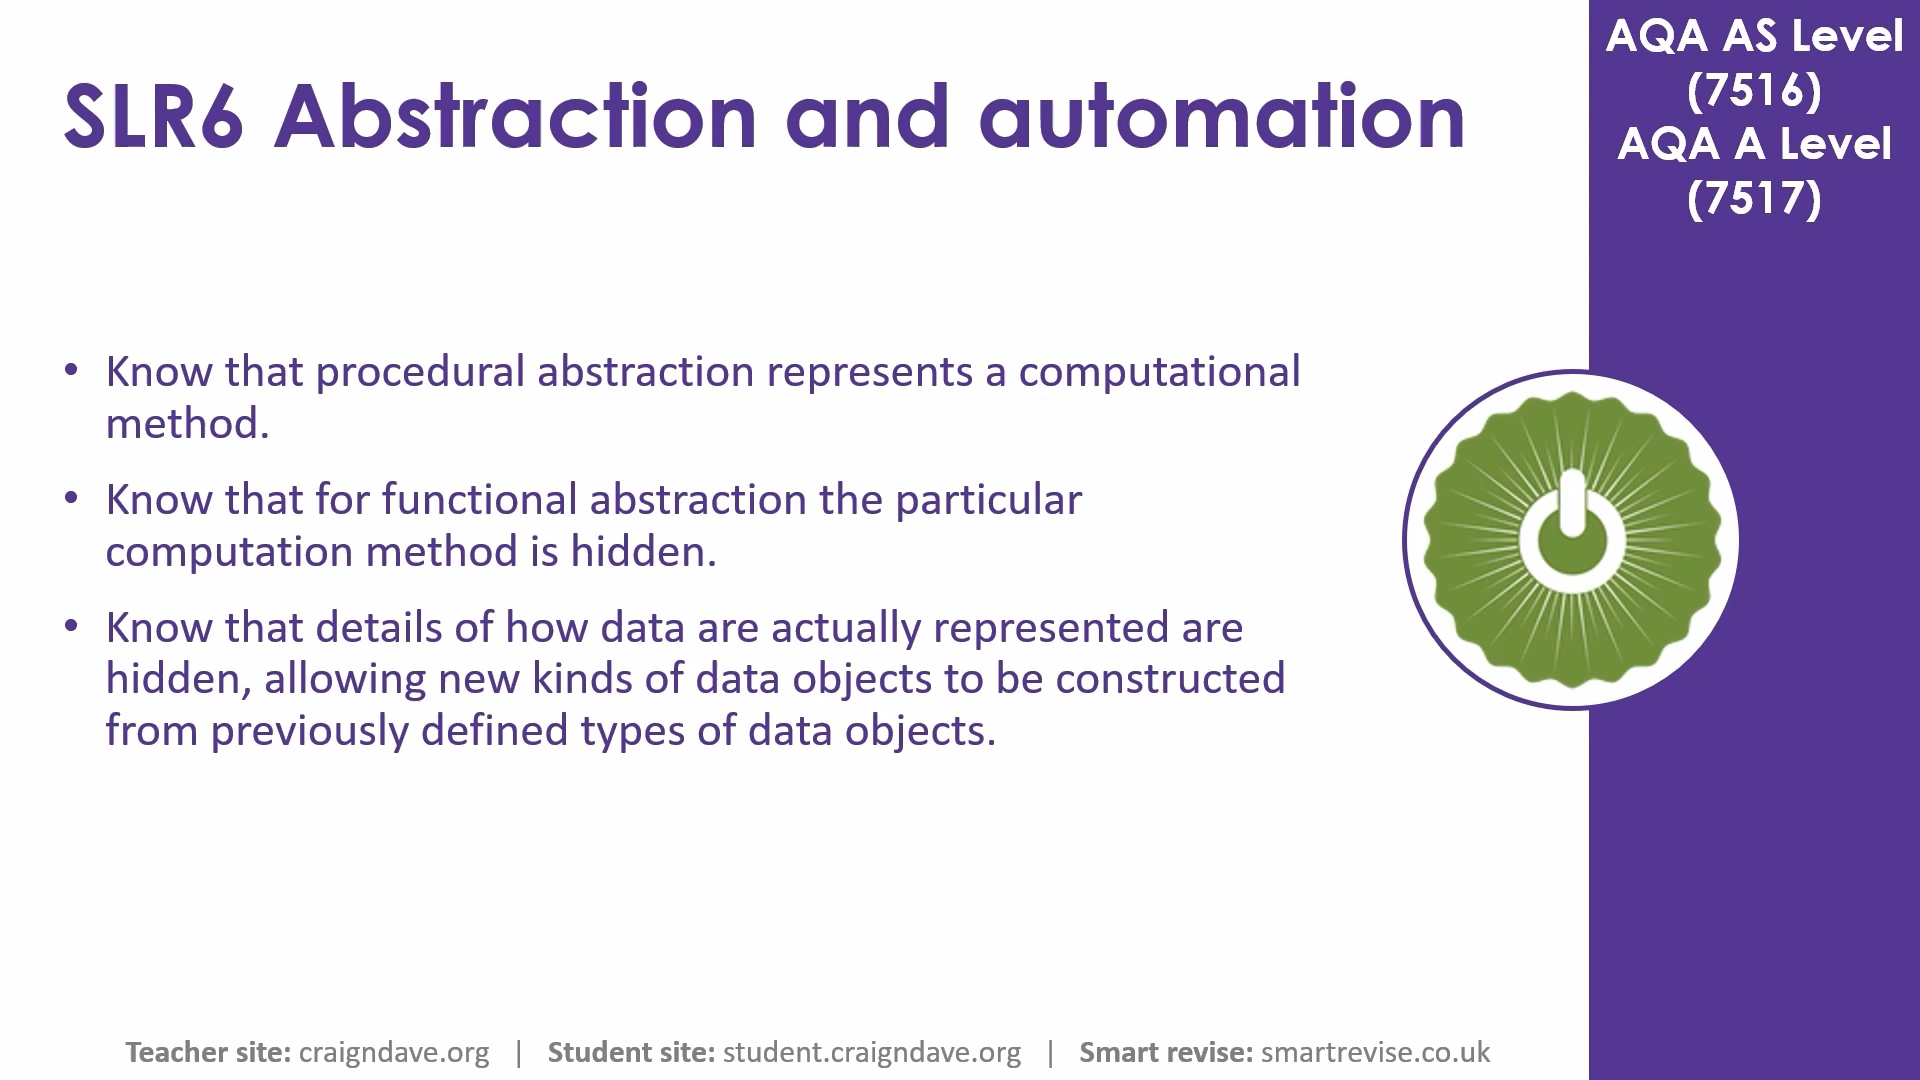 SLR6 Abstraction and automation
AQA AS Level
(7516)
AQA A Level
(7517)
• Know that procedural abstraction represents a computational
method.
• Know that for functional abstraction the particular
computation method is hidden.
• Know that details of how data are actually represented are
hidden, allowing new kinds of data objects to be constructed
from previously defined types of data objects.
Teacher site: craigndave.org | Student site: student.craigndave.org | Smart revise: smartrevise.co.uk